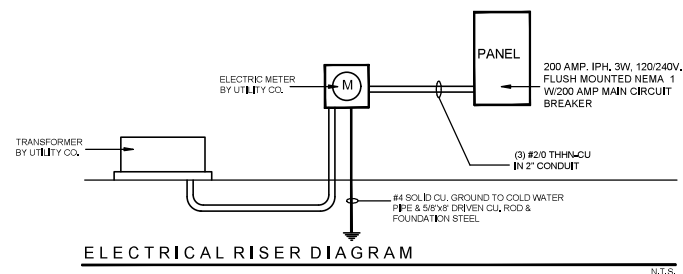 PANEL
ELECTRIC METER
BY UTILITY CO.
M
200 AMP. IPH. 3W, 120/240V.
FLUSH MOUNTED NEMA 1
W/200 AMP MAIN CIRCUIT
BREAKER
TRANSFORMER
BY UTILITY CO.
(3) #2/0 THHN-CU
IN 2" CONDUIT
#4 SOLID CU. GROUND TO COLD WATER
PIPE & 5/8"x8' DRIVEN CU. ROD &
FOUNDATION STEEL
ELECTRICAL RISER DIAGRAM
N.T.S.